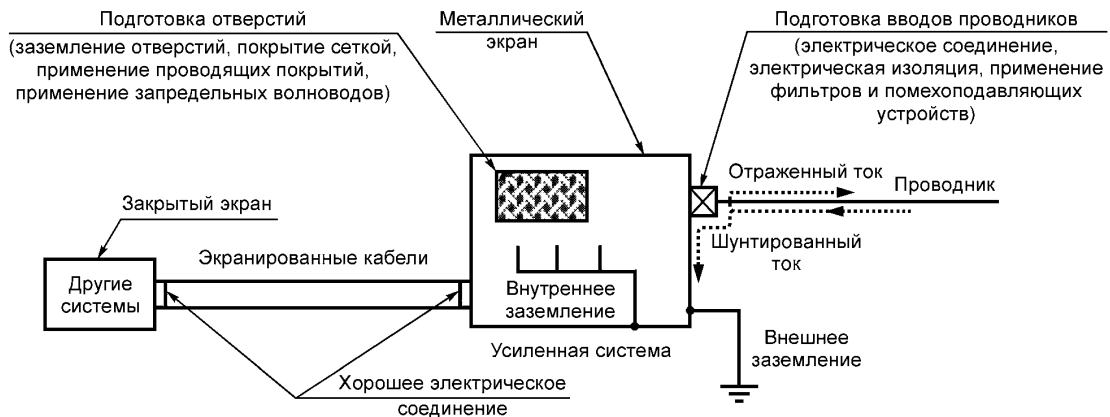 Подготовка отверстий
(заземление отверстий, покрытие сеткой,
применение проводящих покрытий,
применение запредельных волноводов)
Металлический
экран
Подготовка вводов проводников
(электрическое соединение,
электрическая изоляция, применение
фильтров и помехоподавляющих
устройств)
Отраженный ток
Проводник
Шунтированный
ток
Закрытый экран
Другие
системы
Экранированные кабели
Внутреннее
заземление
Усиленная система
Внешнее
заземление
Хорошее электрическое
соединение